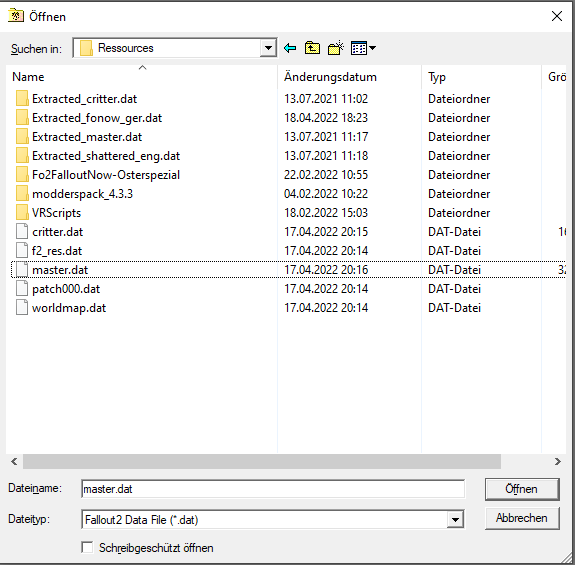 Öffnen
Suchen in: Ressources
Name Änderungsdatum Typ Grö
Extracted_critter.dat 13.07.2021 11:02 Dateiordner
Extracted_fonow_ger.dat 18.04.2022 18:23 Dateiordner
Extracted_master.dat 13.07.2021 11:17 Dateiordner
Extracted_shattered_eng.dat 13.07.2021 11:18 Dateiordner
Fo2FalloutNow-Osterspezial 22.02.2022 10:55 Dateiordner
modderspack_4.3.3 04.02.2022 10:22 Dateiordner
VRScripts 18.02.2022 15:03 Dateiordner
critter.dat 17.04.2022 20:15 DAT-Datei 16
f2_res.dat 17.04.2022 20:14 DAT-Datei
master.dat 17.04.2022 20:16 DAT-Datei 32
patch000.dat 17.04.2022 20:14 DAT-Datei
worldmap.dat 17.04.2022 20:14 DAT-Datei
Dateiname: master.dat Öffnen
Dateityp: Fallout2 Data File (*.dat) Abbrechen
Schreibgeschützt öffnen